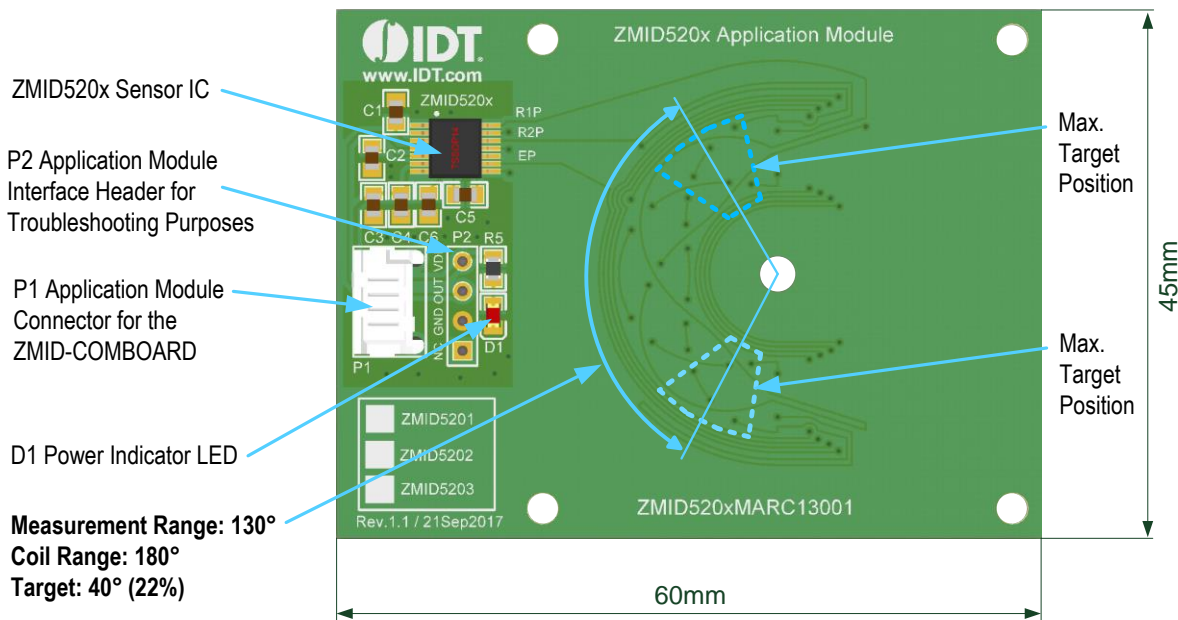 IDT.
www.IDT.com
ZMID520x Application Module
ZMID520x Sensor IC
ZMID520x
C1
R1P
R2P
EP
C2
P2 Application Module
Interface Header for
Troubleshooting Purposes
C5
C3 C4 C6 P2 R5
VD
OUT
GND
NC
P1 Application Module
Connector for the
ZMID-COMBOARD
P1
D1
D1 Power Indicator LED
ZMID5201
ZMID5202
ZMID5203
Rev.1.1 / 21Sep2017
ZMID520xMARC13001
Measurement Range: 130°
Coil Range: 180°
Target: 40° (22%)
Max.
Target
Position
Max.
Target
Position
45mm
60mm